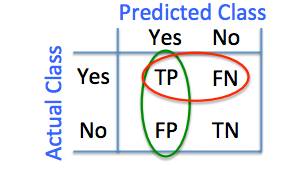 Predicted Class
Yes No
Actual Class
Yes TP FN
No FP TN